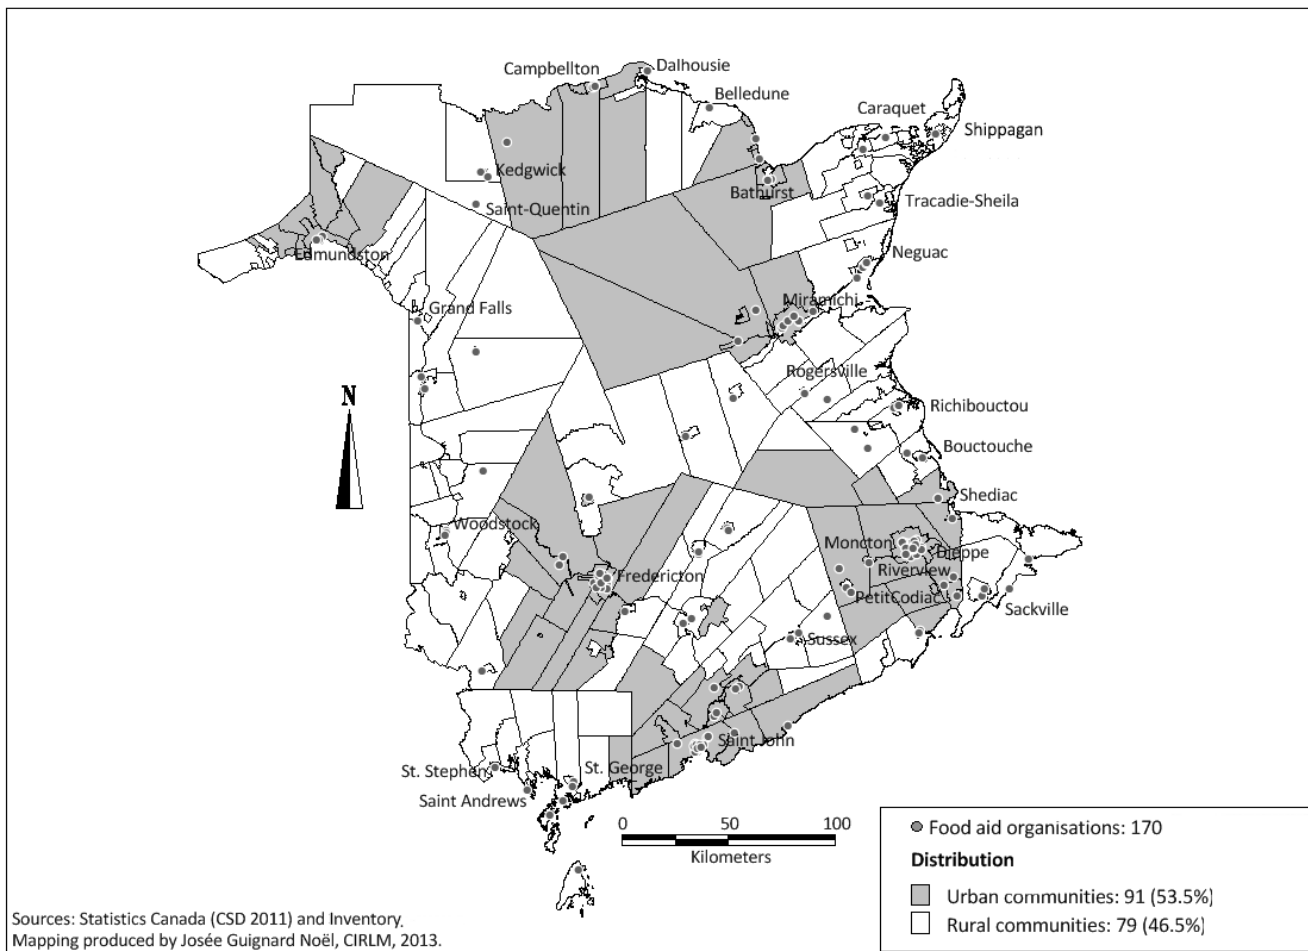 Campbellton
Dalhousie
Belledune
Caraquet
Shippagan
Kedgwick
Bathurst
Saint-Quentin
Tracadie-Sheila
Edmundston
Neguac
Grand Falls
Miramichi
Rogersville
N
Richibouctou
Bouctouche
Shediac
Woodstock
Moncton
Dieppe
Fredericton
Riverview
PetitCodiac
Sackville
Sussex
Saint John
St. Stephen
St. George
Saint Andrews
0 50 100
Kilometers
Food aid organisations: 170
Distribution
Urban communities: 91 (53.5%)
Rural communities: 79 (46.5%)
Sources: Statistics Canada (CSD 2011) and Inventory.
Mapping produced by Josée Guignard Noël, CIRLM, 2013.